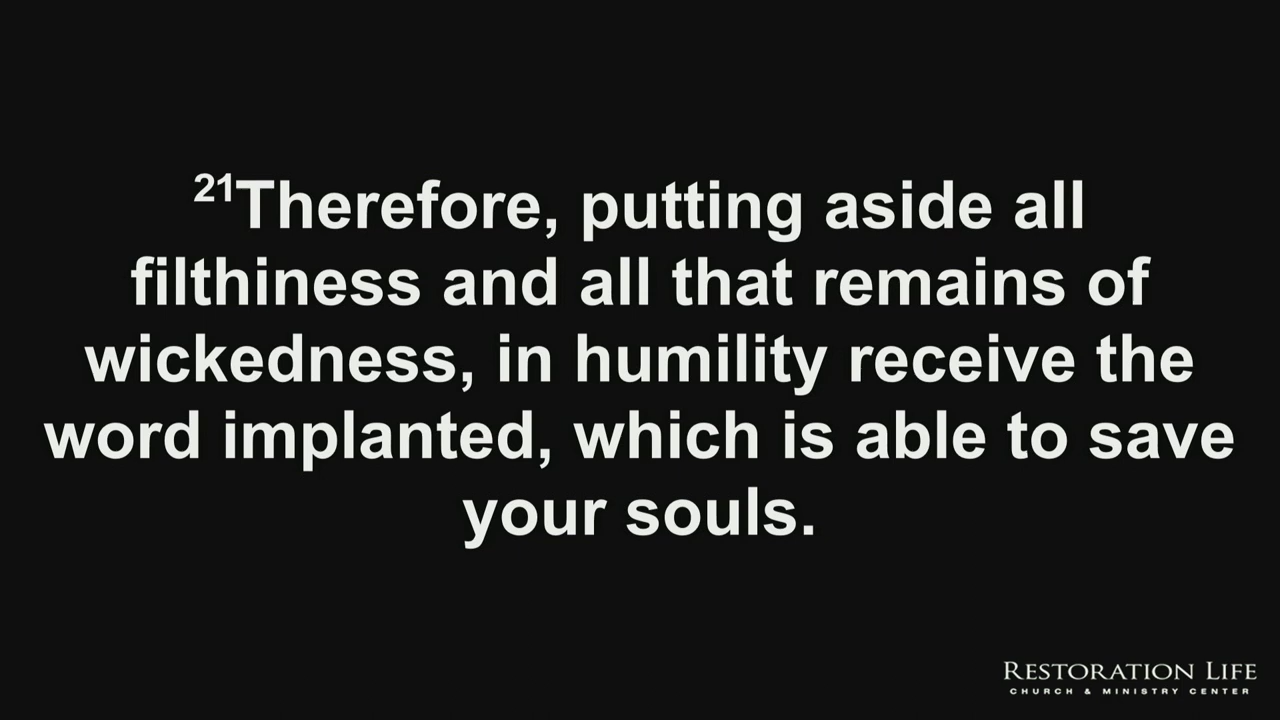 21Therefore, putting aside all
filthiness and all that remains of
wickedness, in humility receive the
word implanted, which is able to save
your souls.
RESTORATION LIFE
CHURCH & MINISTRY CENTER